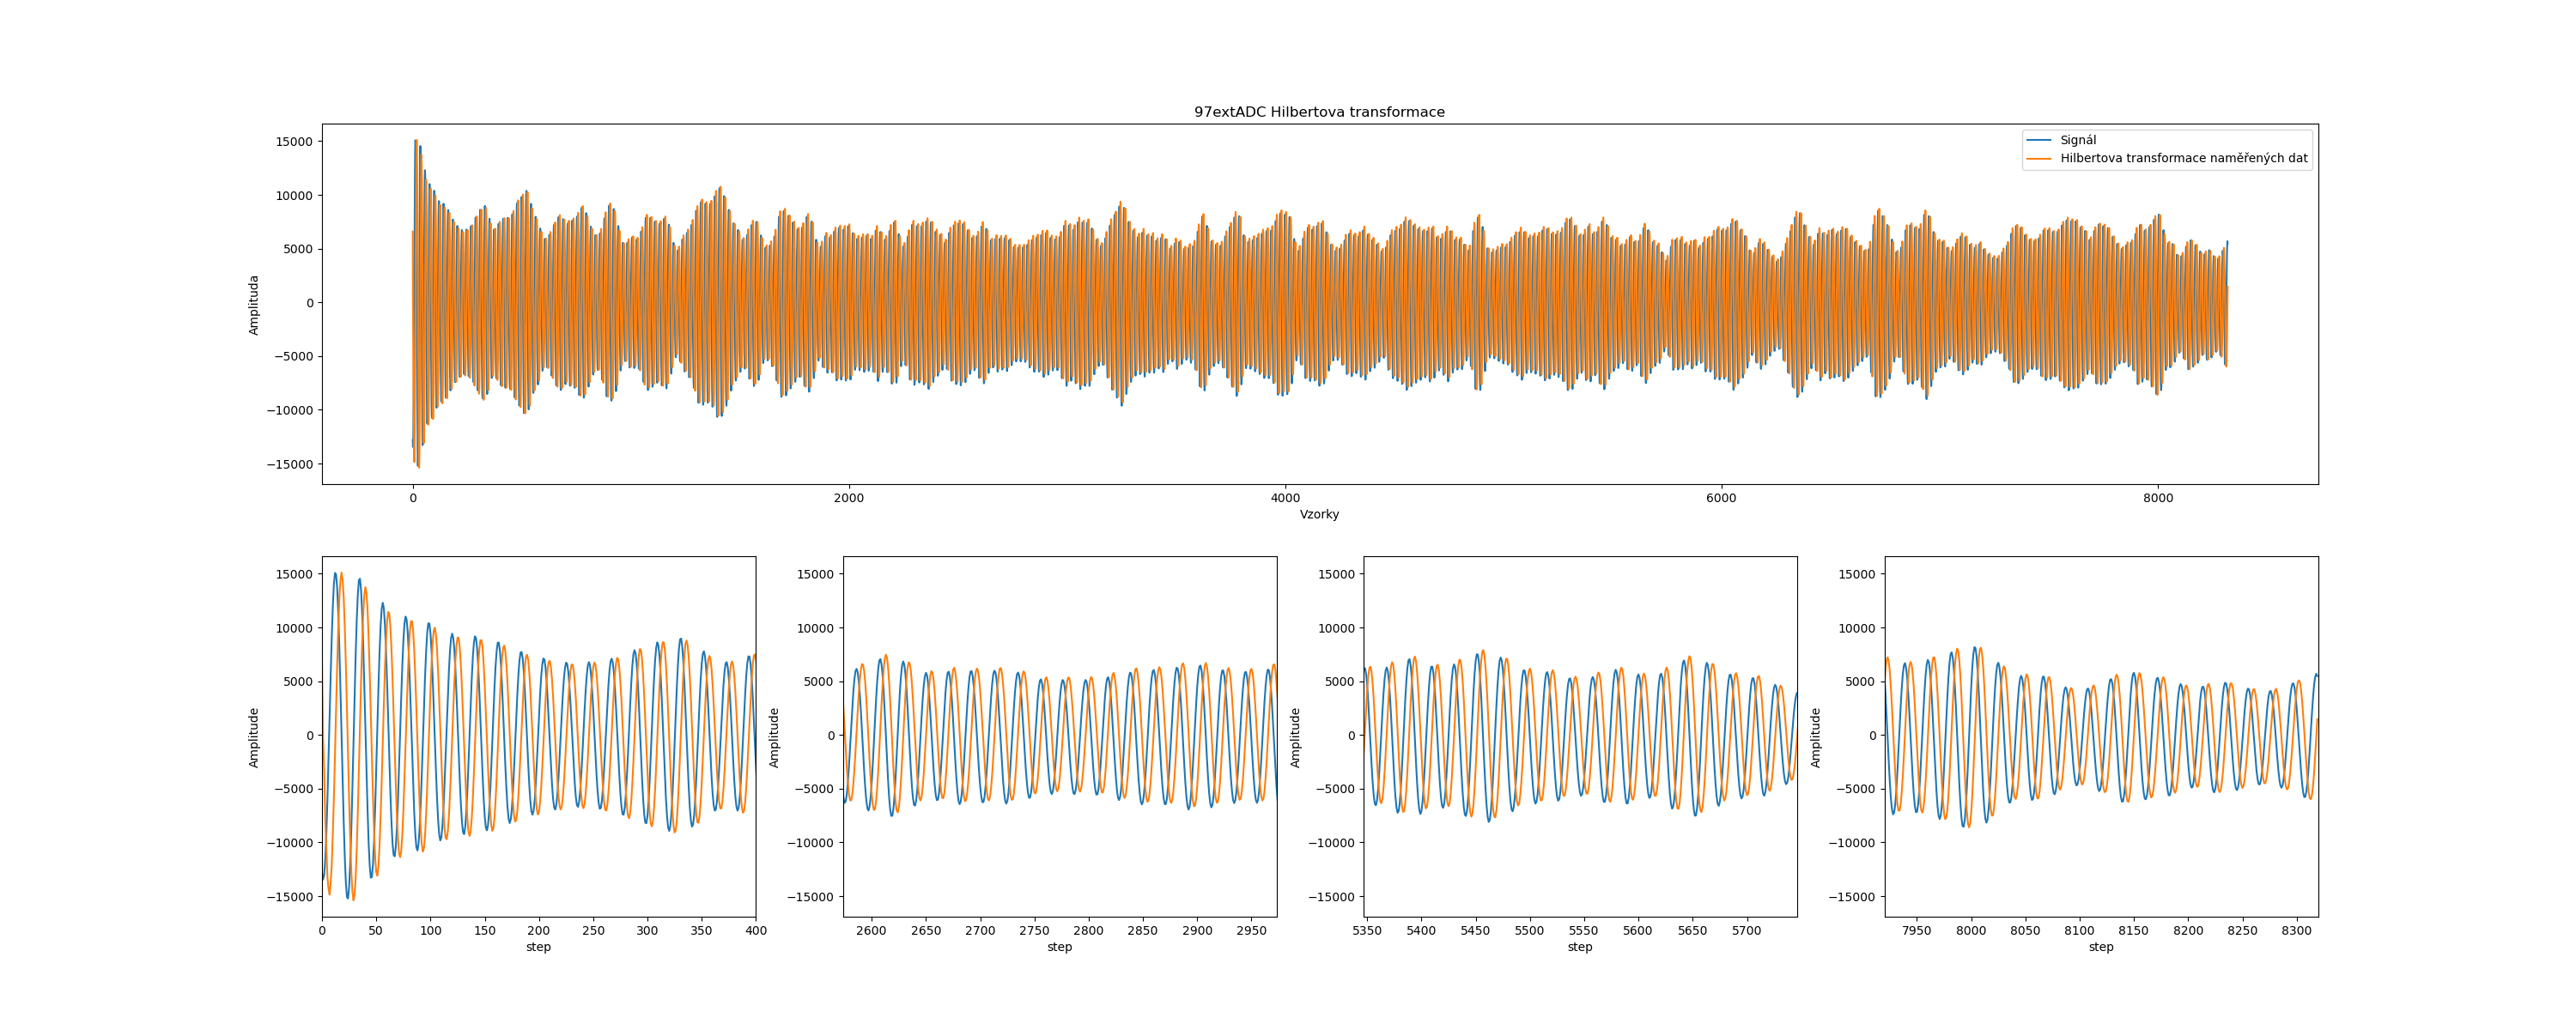 97extADC Hilbertova transformace
Signál
Hilbertova transformace naměřených dat
15000
10000
5000
0
−5000
−10000
−15000
Amplituda
0 2000 4000 6000 8000
Vzorky
15000
10000
5000
0
−5000
−10000
−15000
Amplitude
0 50 100 150 200 250 300 350 400
step
15000
10000
5000
0
−5000
−10000
−15000
Amplitude
2600 2650 2700 2750 2800 2850 2900 2950
step
15000
10000
5000
0
−5000
−10000
−15000
Amplitude
5350 5400 5450 5500 5550 5600 5650 5700
step
15000
10000
5000
0
−5000
−10000
−15000
Amplitude
7950 8000 8050 8100 8150 8200 8250 8300
step